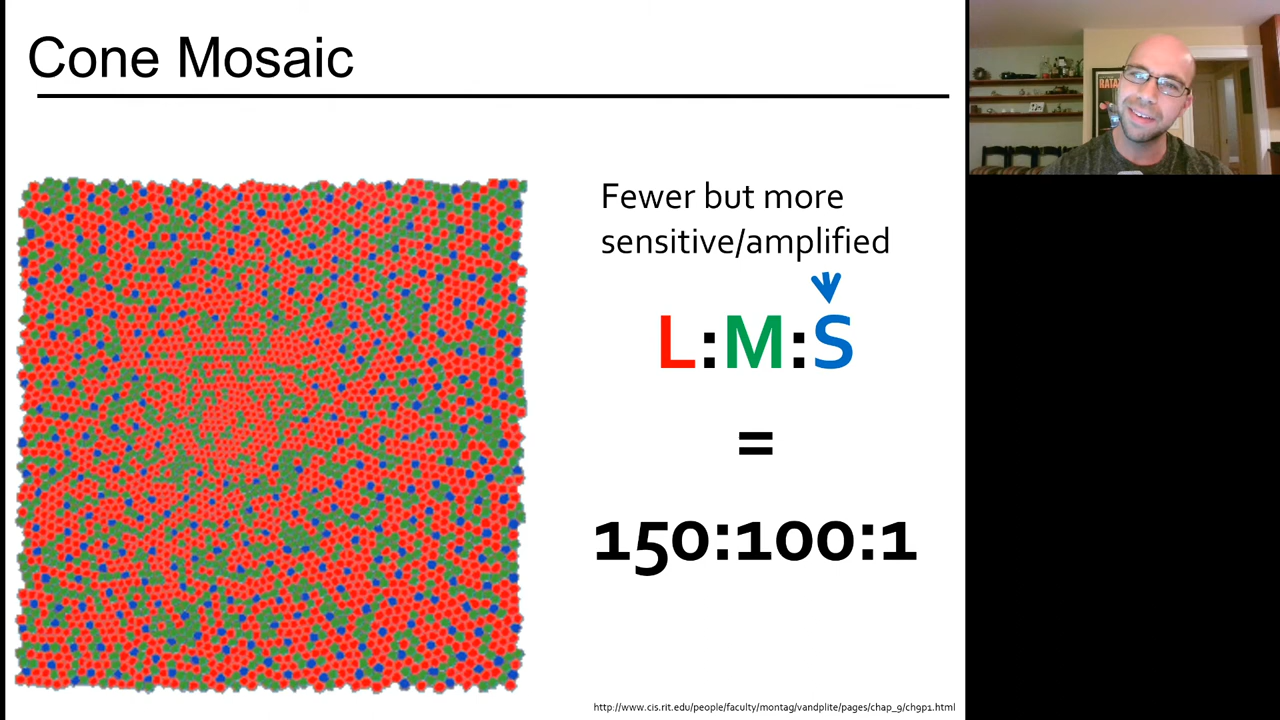 Cone Mosaic
Fewer but more
sensitive/amplified
L:M:S
=
150:100:1
http://www.cis.rit.edu/people/faculty/montag/vandplite/pages/chap_9/ch9p1.html